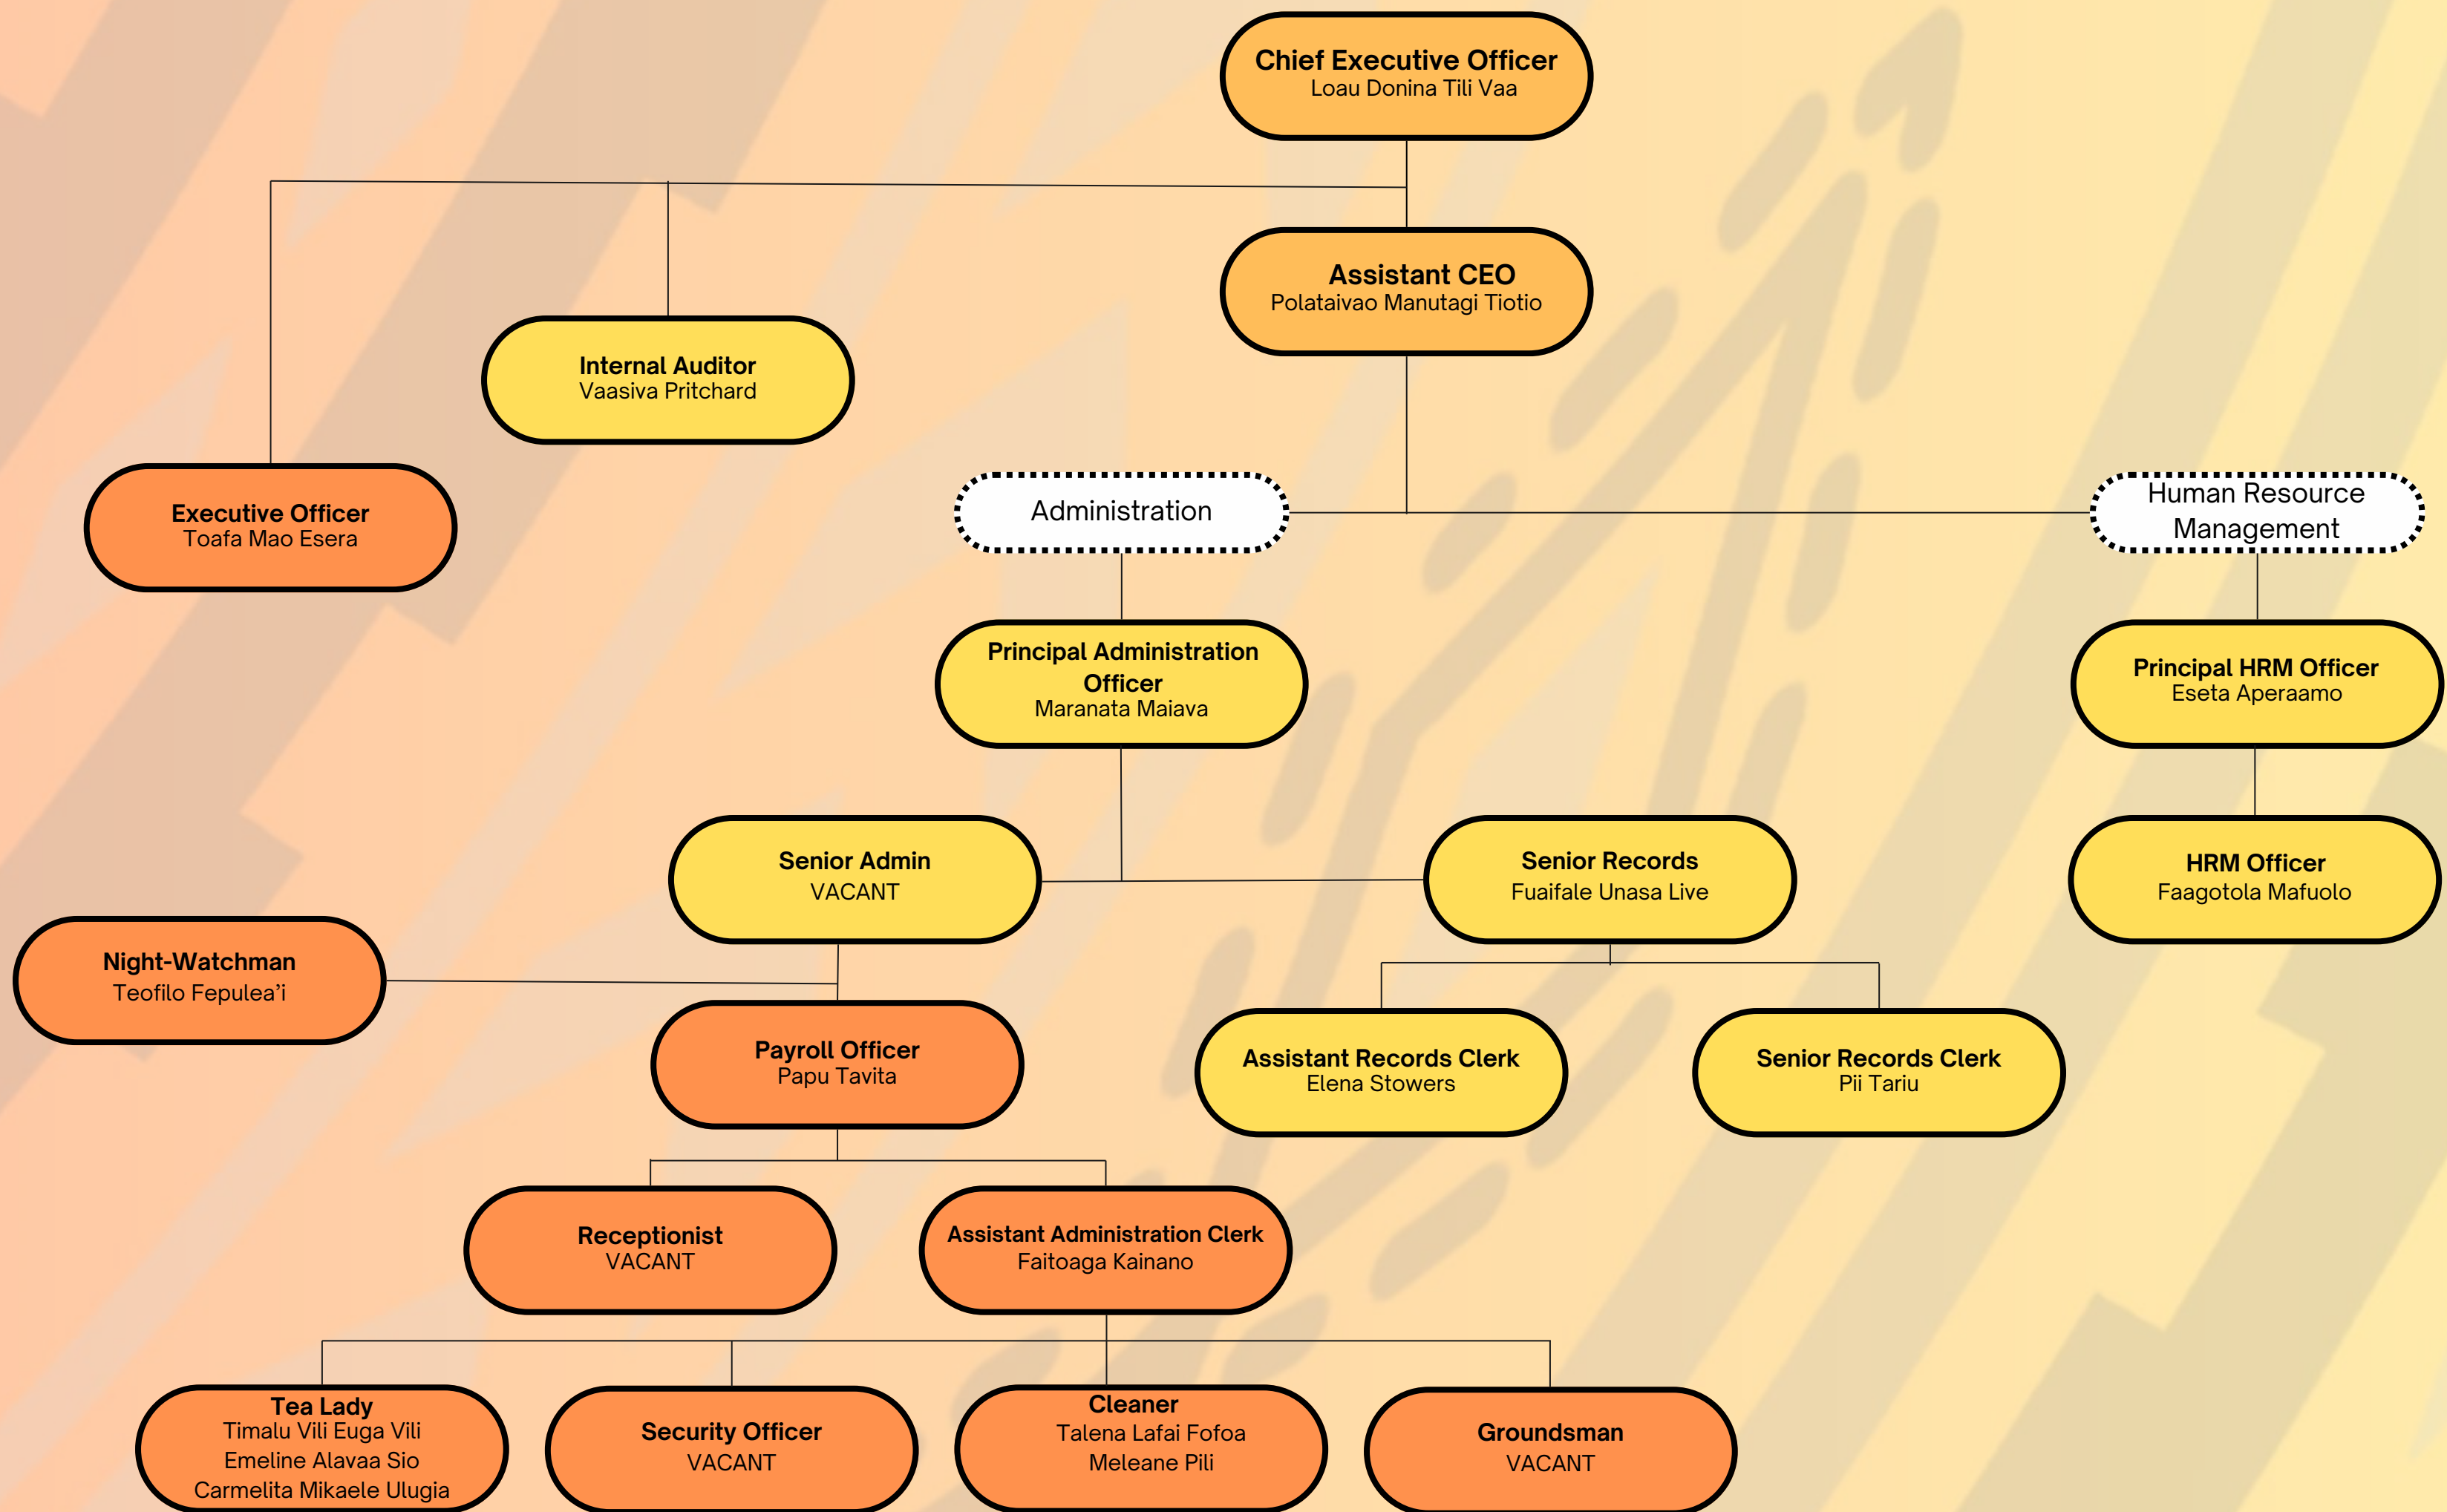 Chief Executive Officer
Loau Donina Tili Vaa
Assistant CEO
Polataivao Manutagi Tiotio
Internal Auditor
Vaasiva Pritchard
Executive Officer
Toafa Mao Esera
Administration
Human Resource
Management
Principal Administration
Officer
Maranata Maiava
Principal HRM Officer
Eseta Aperaamo
Senior Admin
VACANT
Senior Records
Fuaifale Unasa Live
HRM Officer
Faagotola Mafuolo
Night-Watchman
Teofilo Fepulea’i
Payroll Officer
Papu Tavita
Assistant Records Clerk
Elena Stowers
Senior Records Clerk
Pii Tariu
Receptionist
VACANT
Assistant Administration Clerk
Faitoaga Kainano
Tea Lady
Timalu Vili Euga Vili
Emeline Alavaa Sio
Carmelita Mikaele Ulugia
Security Officer
VACANT
Cleaner
Talena Lafai Fofoa
Meleane Pili
Groundsman
VACANT